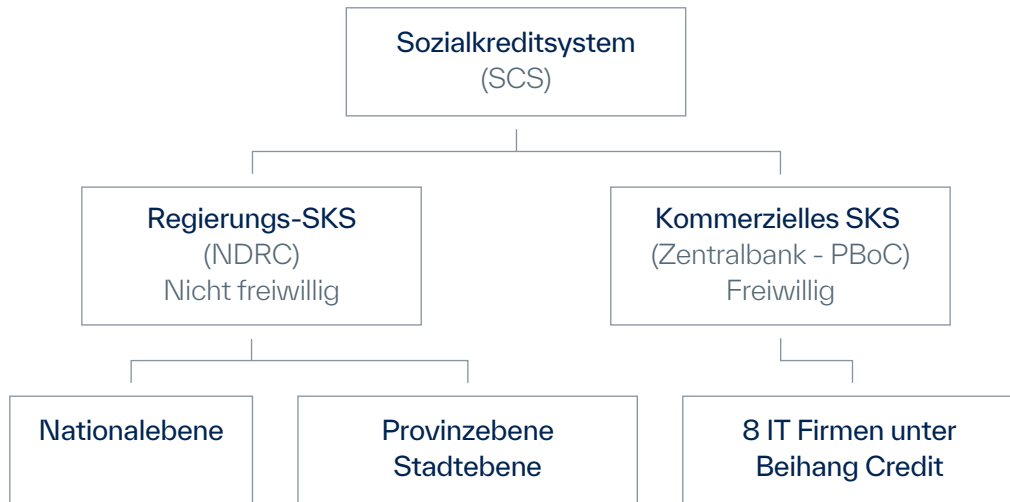 Sozialkreditsystem
(SCS)
Regierungs-SKS
(NDRC)
Nicht freiwillig
Kommerzielles SKS
(Zentralbank - PBoC)
Freiwillig
Nationalebene
Provinzebene
Stadtebene
8 IT Firmen unter
Beihang Credit